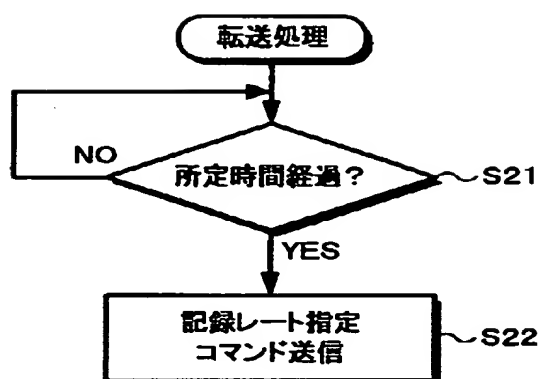 転送処理
NO
所定時間経過?
S21
YES
記録レート指定
コマンド送信
S22